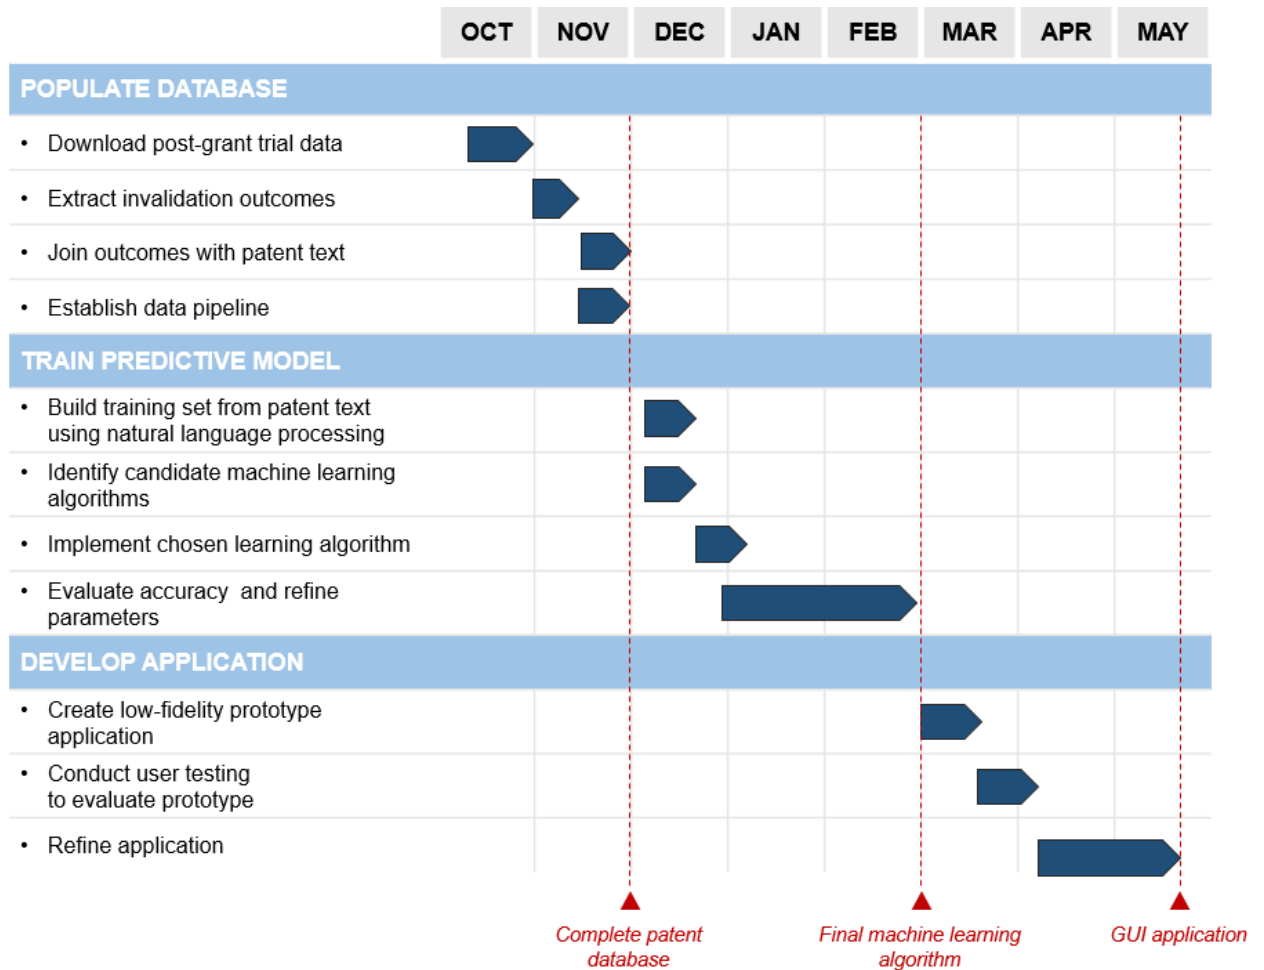 OCT NOV DEC JAN FEB MAR APR MAY
POPULATE DATABASE
• Download post-grant trial data
• Extract invalidation outcomes
• Join outcomes with patent text
• Establish data pipeline
TRAIN PREDICTIVE MODEL
• Build training set from patent text
using natural language processing
• Identify candidate machine learning
algorithms
• Implement chosen learning algorithm
• Evaluate accuracy  and refine
parameters
DEVELOP APPLICATION
• Create low-fidelity prototype
application
• Conduct user testing
to evaluate prototype
• Refine application
Complete patent
database
Final machine learning
algorithm
GUI application